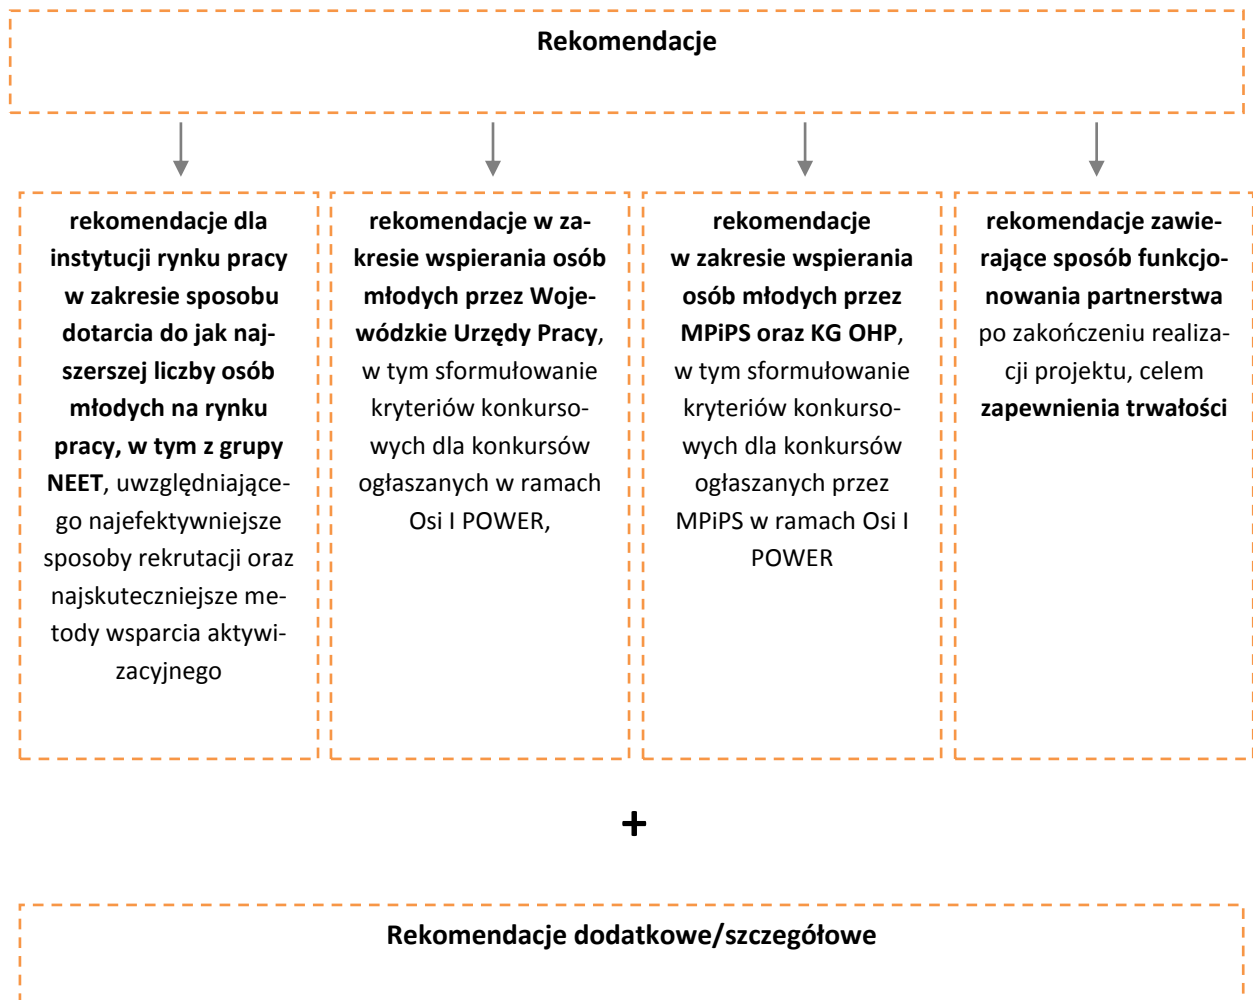 Rekomendacje
rekomendacje dla
instytucji rynku pracy
w zakresie sposobu
dotarcia do jak naj-
szerszej liczby osób
młodych na rynku
pracy, w tym z grupy
NEET, uwzględniające-
go najefektywniejsze
sposoby rekrutacji oraz
najskuteczniejsze me-
tody wsparcia aktywi-
zacyjnego
rekomendacje w za-
kresie wspierania osób
młodych przez Woje-
wódzkie Urzędy Pracy,
w tym sformułowanie
kryteriów konkurso-
wych dla konkursów
ogłaszanych w ramach
Osi I POWER,
rekomendacje
w zakresie wspierania
osób młodych przez
MPiPS oraz KG OHP,
w tym sformułowanie
kryteriów konkurso-
wych dla konkursów
ogłaszanych przez
MPiPS w ramach Osi I
POWER
rekomendacje zawie-
rające sposób funkcjo-
nowania partnerstwa
po zakończeniu realiza-
cji projektu, celem
zapewnienia trwałości
+
Rekomendacje dodatkowe/szczegółowe